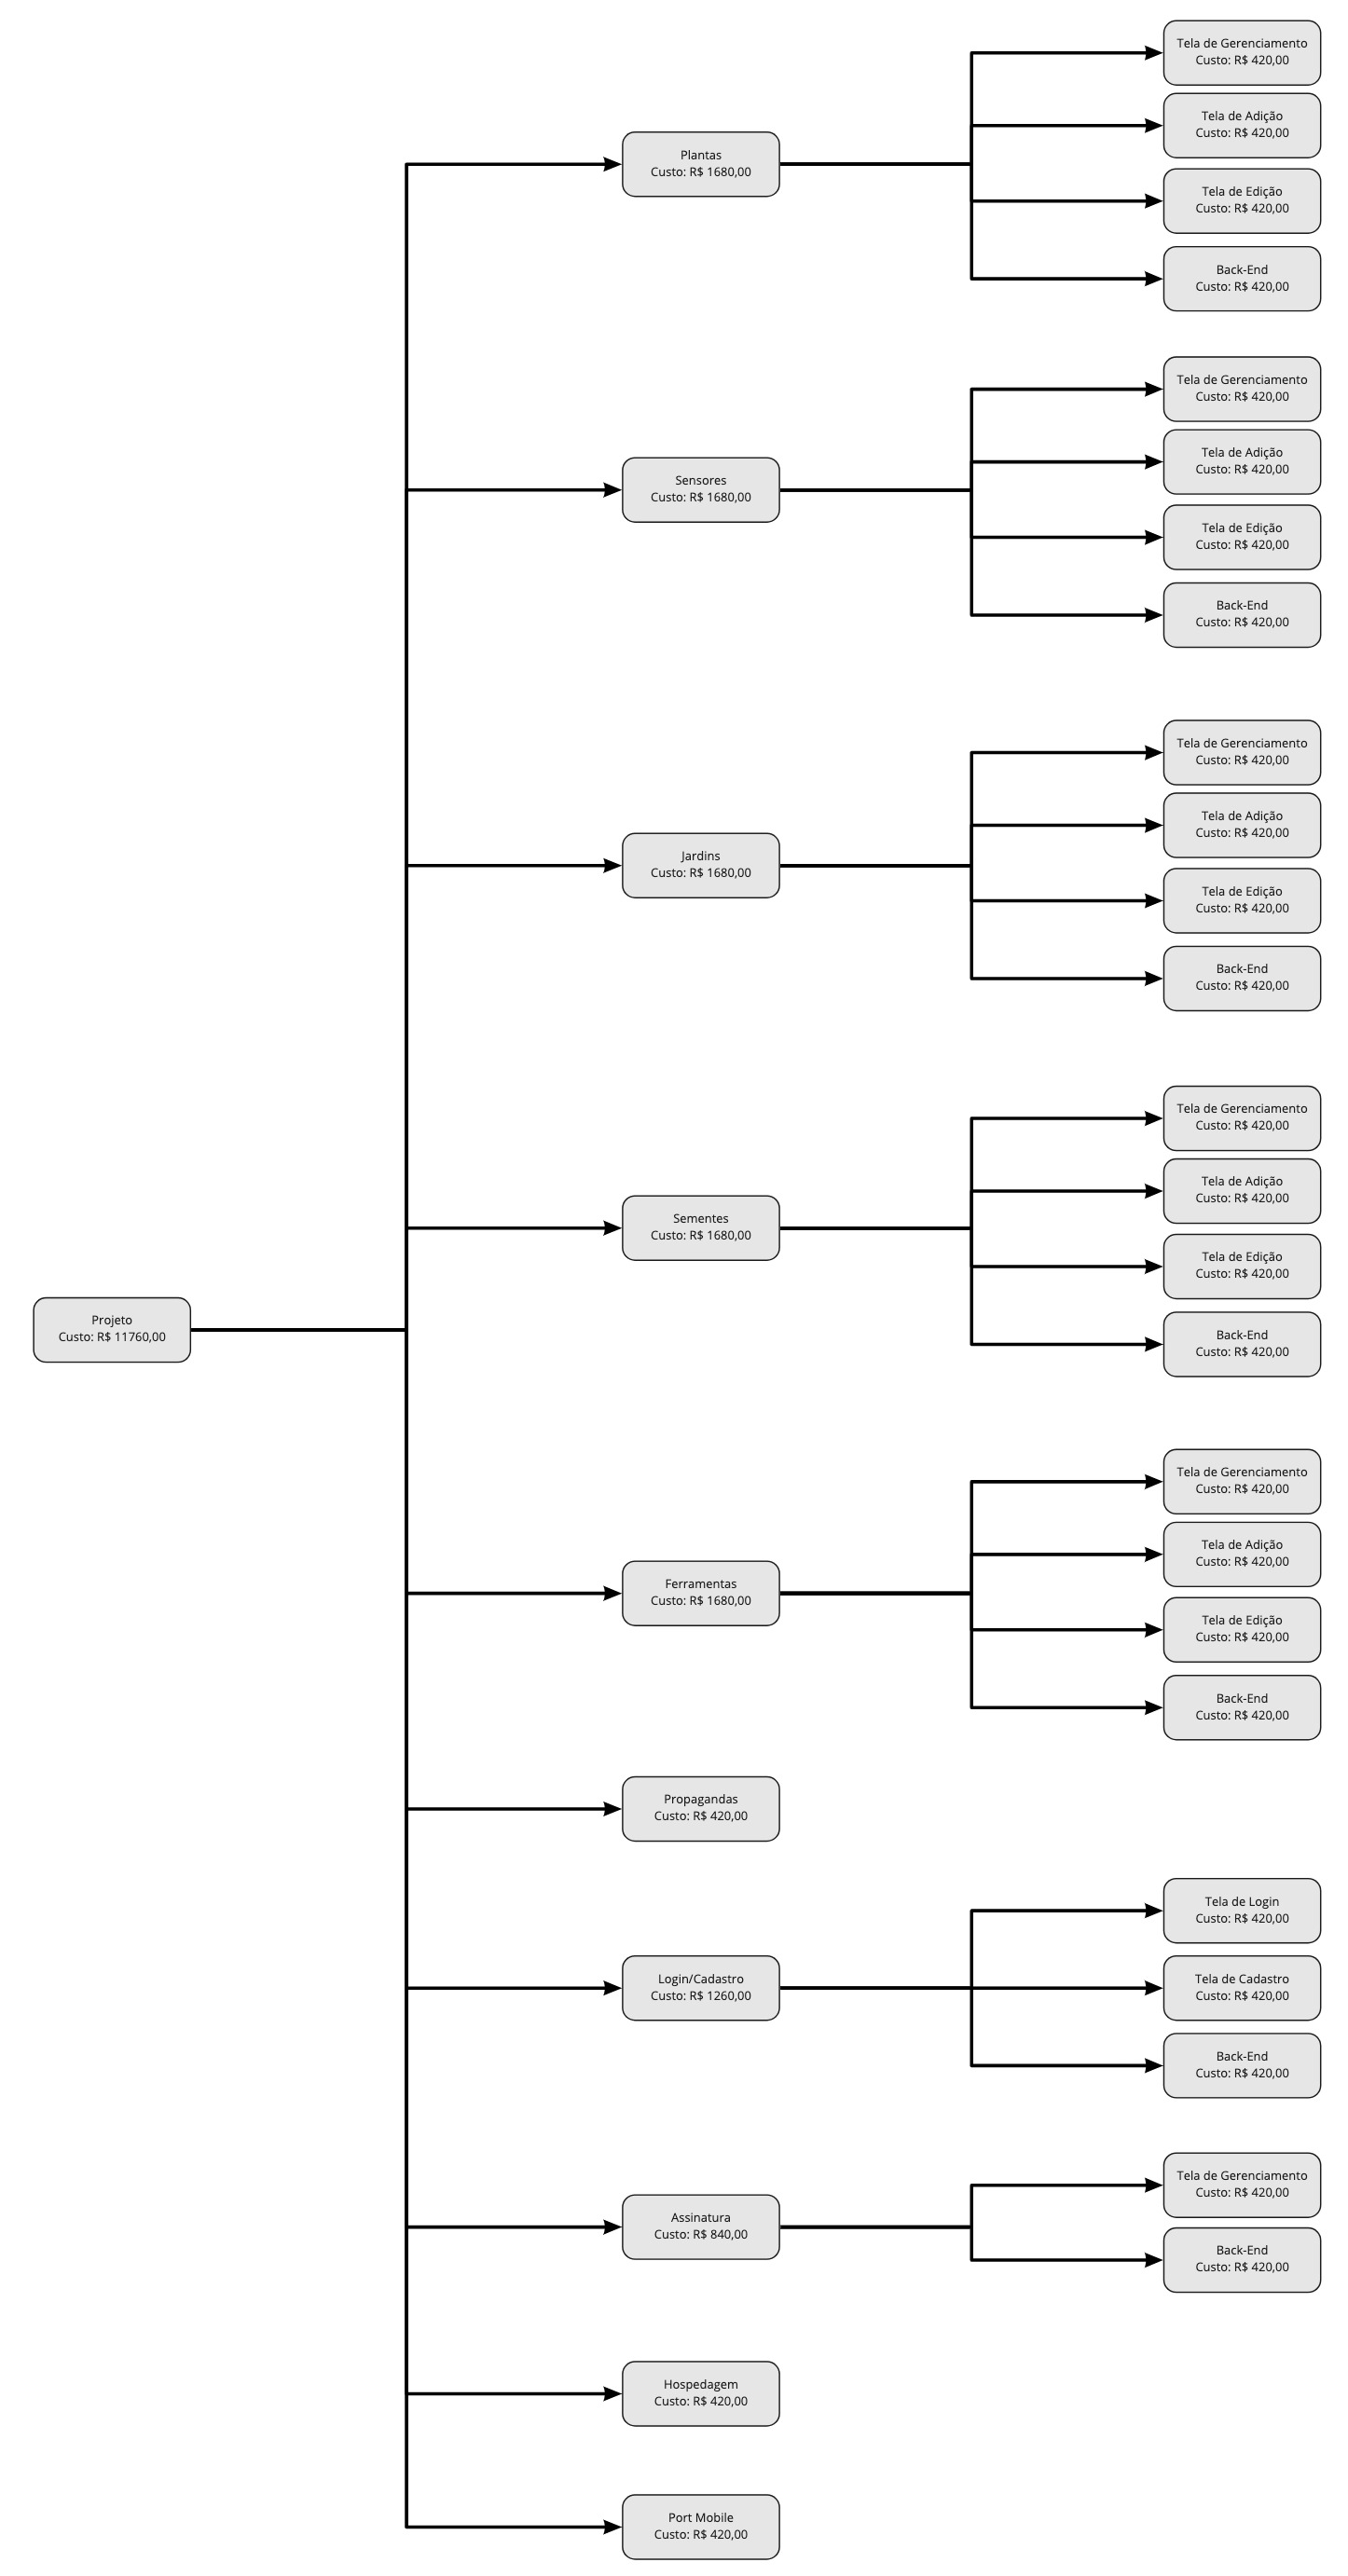 Projeto
Custo: R$ 11760,00
Plantas
Custo: R$ 1680,00
Tela de Gerenciamento
Custo: R$ 420,00
Tela de Adição
Custo: R$ 420,00
Tela de Edição
Custo: R$ 420,00
Back-End
Custo: R$ 420,00
Sensores
Custo: R$ 1680,00
Tela de Gerenciamento
Custo: R$ 420,00
Tela de Adição
Custo: R$ 420,00
Tela de Edição
Custo: R$ 420,00
Back-End
Custo: R$ 420,00
Jardins
Custo: R$ 1680,00
Tela de Gerenciamento
Custo: R$ 420,00
Tela de Adição
Custo: R$ 420,00
Tela de Edição
Custo: R$ 420,00
Back-End
Custo: R$ 420,00
Sementes
Custo: R$ 1680,00
Tela de Gerenciamento
Custo: R$ 420,00
Tela de Adição
Custo: R$ 420,00
Tela de Edição
Custo: R$ 420,00
Back-End
Custo: R$ 420,00
Ferramentas
Custo: R$ 1680,00
Tela de Gerenciamento
Custo: R$ 420,00
Tela de Adição
Custo: R$ 420,00
Tela de Edição
Custo: R$ 420,00
Back-End
Custo: R$ 420,00
Propagandas
Custo: R$ 420,00
Login/Cadastro
Custo: R$ 1260,00
Tela de Login
Custo: R$ 420,00
Tela de Cadastro
Custo: R$ 420,00
Back-End
Custo: R$ 420,00
Assinatura
Custo: R$ 840,00
Tela de Gerenciamento
Custo: R$ 420,00
Back-End
Custo: R$ 420,00
Hospedagem
Custo: R$ 420,00
Port Mobile
Custo: R$ 420,00